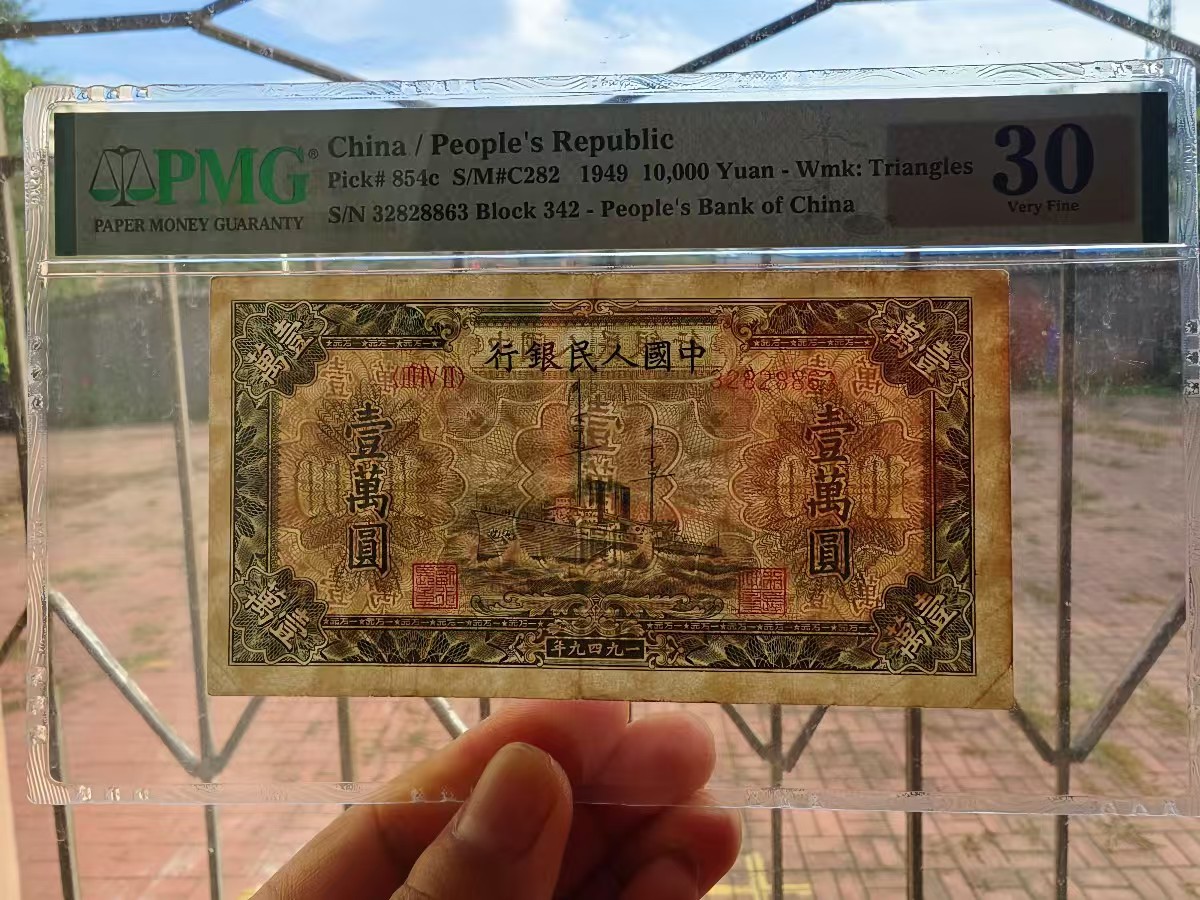 PMG®
PAPER MONEY GUARANTY
China / People's Republic
Pick# 854c S/M#C282 1949 10,000 Yuan - Wmk: Triangles
S/N 32828863 Block 342 - People's Bank of China
30
Very Fine
行銀民人國中
〈ⅢⅣⅡ〉
32828863
壹萬圓
壹萬圓
壹萬
萬壹
萬壹
壹萬
年九四九一